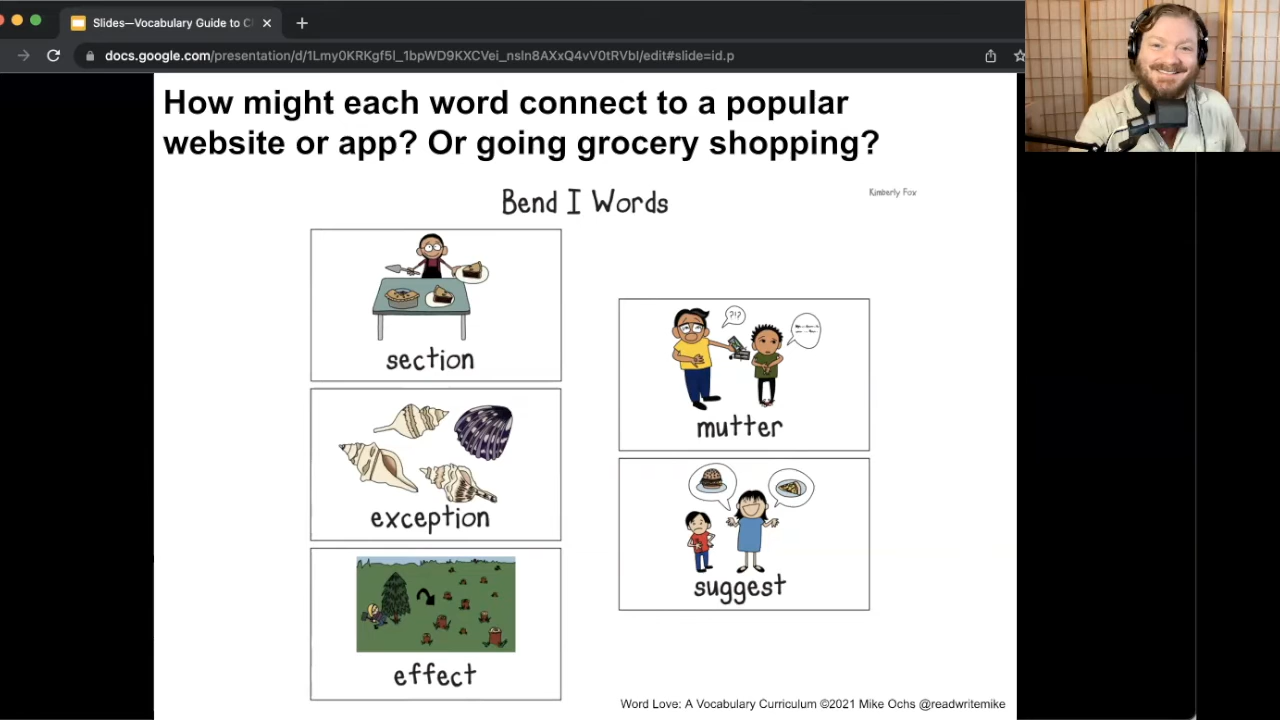 Slides—Vocabulary Guide to C
docs.google.com/presentation/d/1Lmy0KRKgf5I_1bpWD9KXCVei_nsIn8AXxQ4vV0tRVbI/edit#slide=id.p
How might each word connect to a popular
website or app? Or going grocery shopping?
Bend I Words
Kimberly Fox
section
exception
effect
?!?
mutter
suggest
Word Love: A Vocabulary Curriculum ©2021 Mike Ochs @readwritemike